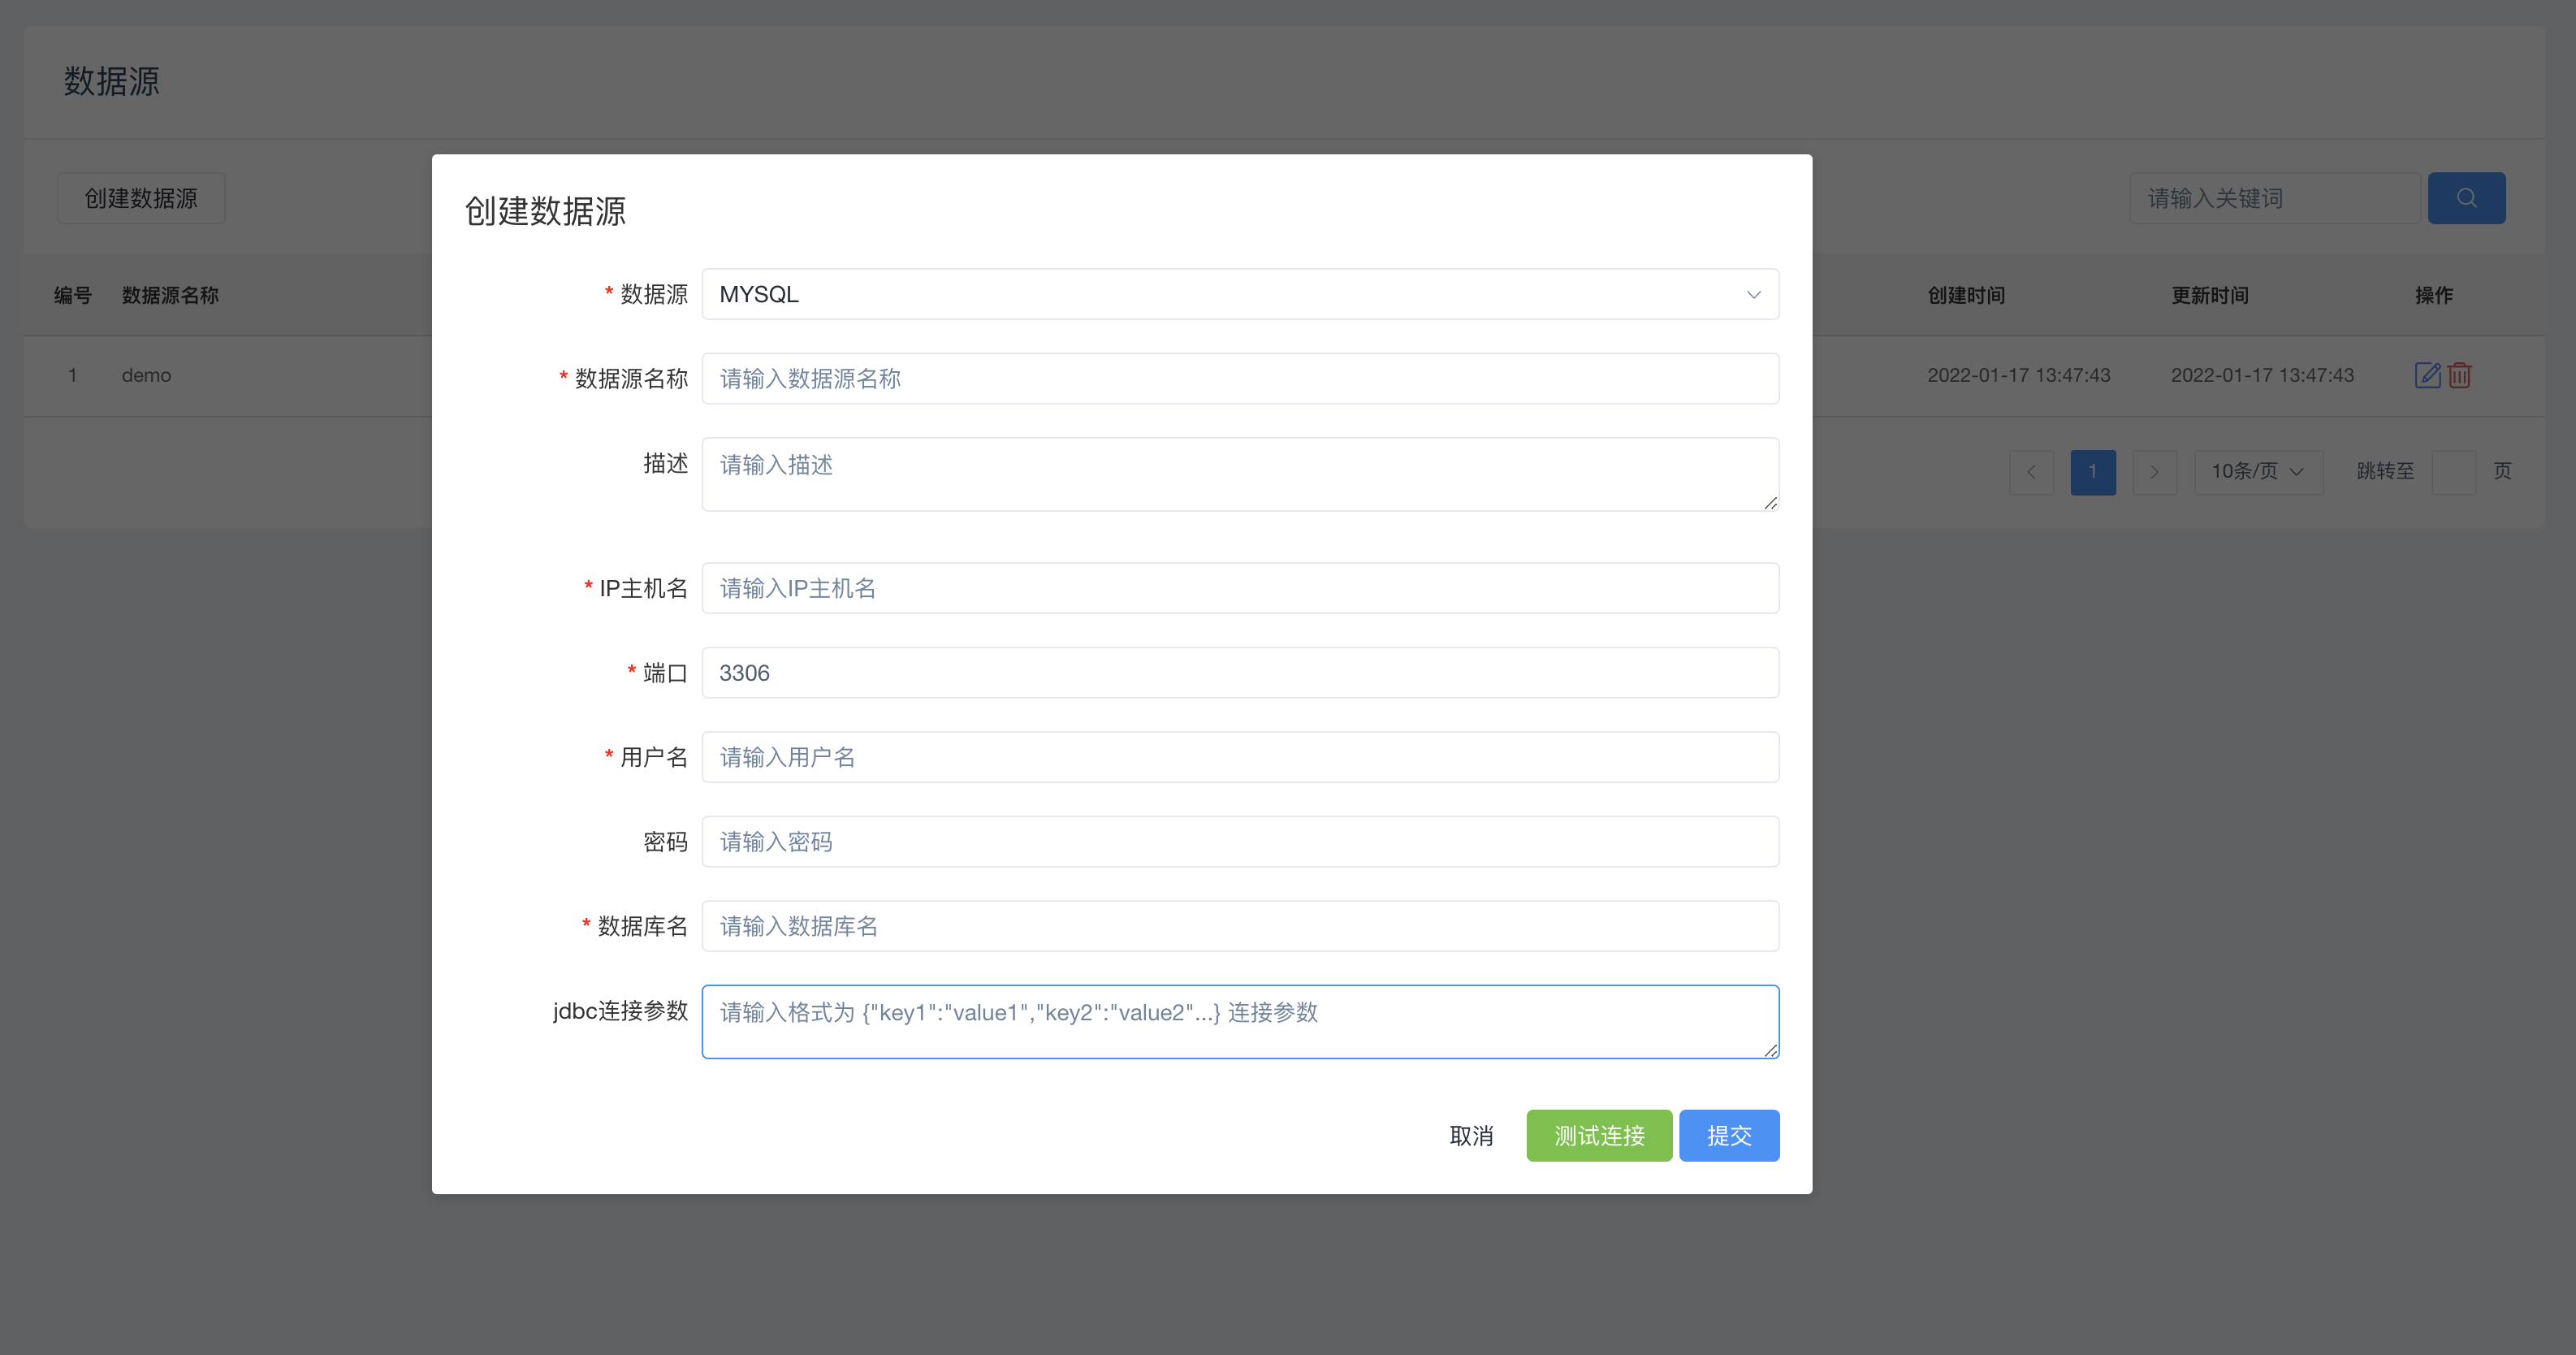 数据源
创建数据源
请输入关键词
编号 数据源名称 创建时间 更新时间 操作
1 demo 2022-01-17 13:47:43 2022-01-17 13:47:43
1 10条/页 跳转至 页
创建数据源
* 数据源 MYSQL
* 数据源名称 请输入数据源名称
描述 请输入描述
* IP主机名 请输入IP主机名
* 端口 3306
* 用户名 请输入用户名
密码 请输入密码
* 数据库名 请输入数据库名
jdbc连接参数 请输入格式为 {"key1":"value1","key2":"value2"...} 连接参数
取消 测试连接 提交